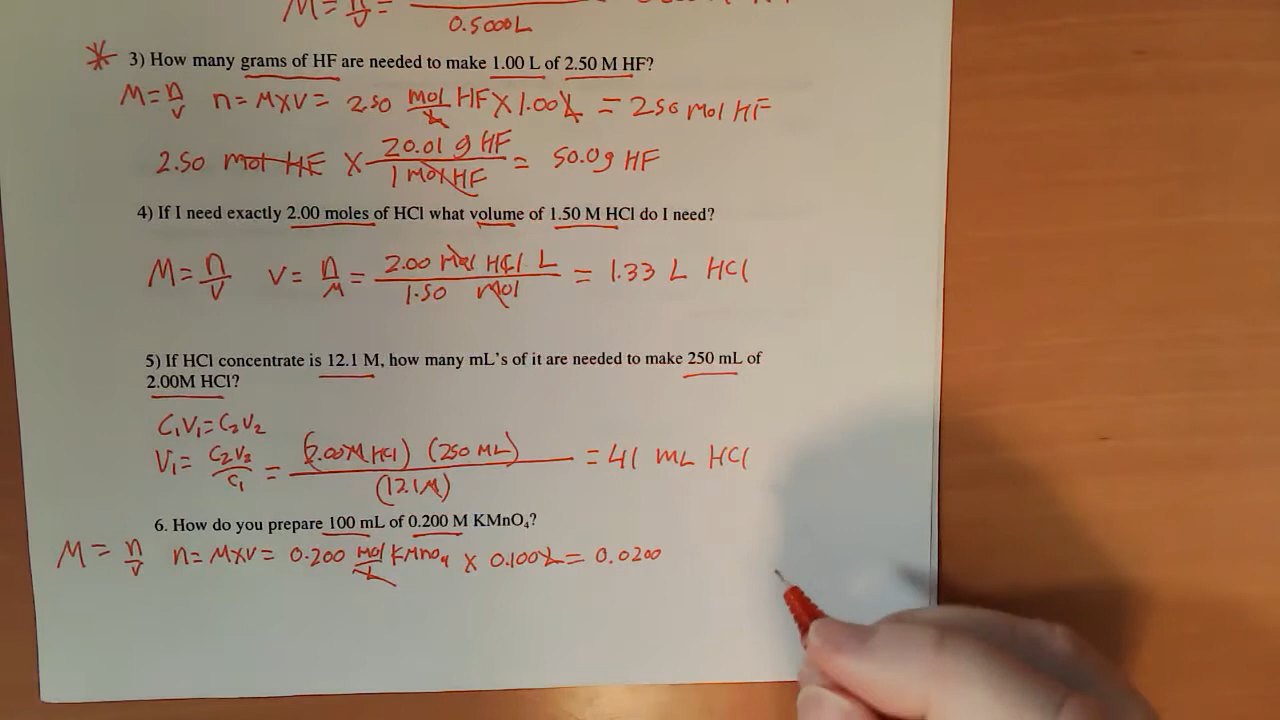 M = n/V =
0.5000L
* 3) How many grams of HF are needed to make 1.00 L of 2.50 M HF?
M = n/V n = M x V = 2.50 mol/L HF x 1.00 L = 2.50 mol HF
2.50 mol HF x 20.01 g HF / 1 mol HF = 50.0g HF
4) If I need exactly 2.00 moles of HCl what volume of 1.50 M HCl do I need?
M = n/V V = n/M = 2.00 mol HCl L / 1.50 mol = 1.33 L HCl
5) If HCl concentrate is 12.1 M, how many mL's of it are needed to make 250 mL of
2.00M HCl?
C₁V₁=C₂V₂
V₁ = C₂V₂/C₁ = (2.00M HCl) (250 mL) / (12.1M) = 41 mL HCl
6. How do you prepare 100 mL of 0.200 M KMnO₄?
M = n/V n = M x V = 0.200 mol/L KMnO₄ x 0.100L = 0.0200